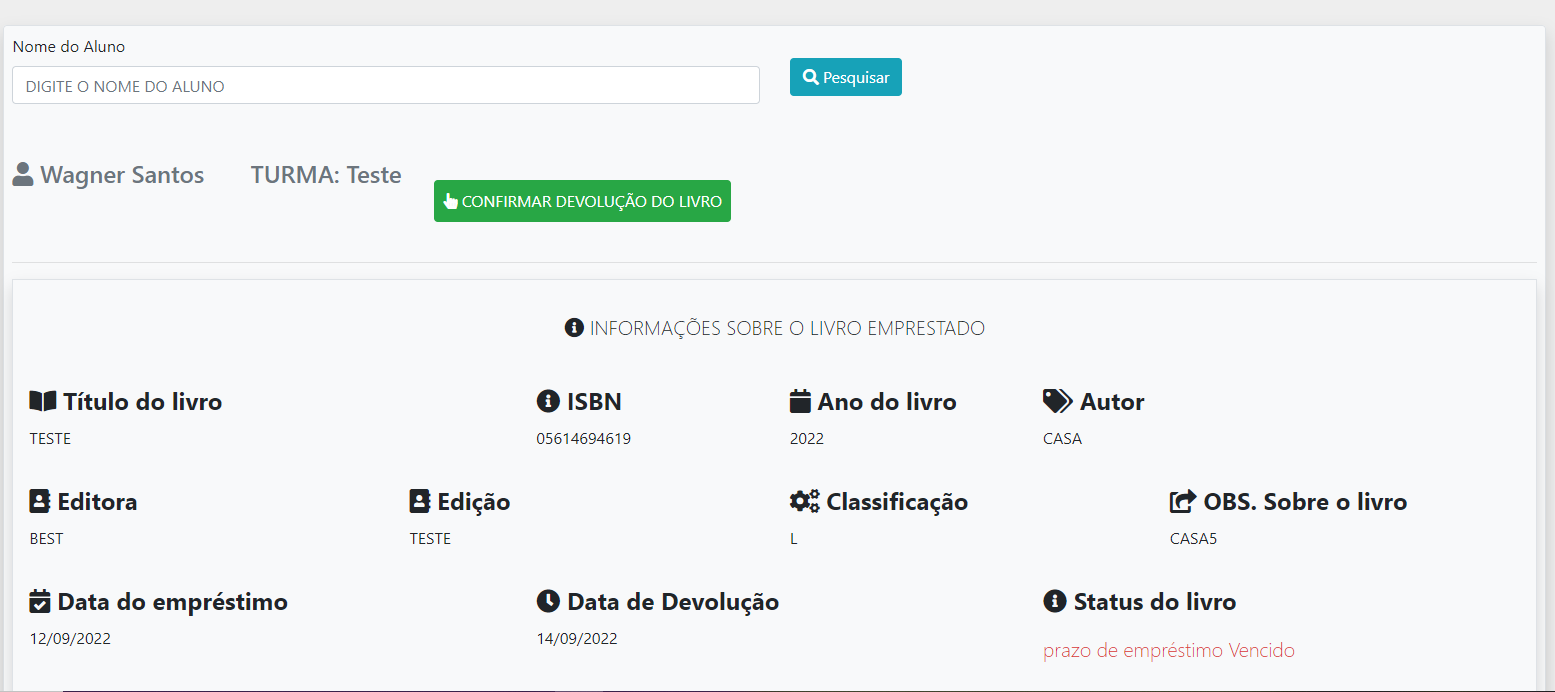 Nome do Aluno
DIGITE O NOME DO ALUNO
Pesquisar
Wagner Santos TURMA: Teste
CONFIRMAR DEVOLUÇÃO DO LIVRO
INFORMAÇÕES SOBRE O LIVRO EMPRESTADO
Título do livro ISBN Ano do livro Autor
TESTE 05614694619 2022 CASA
Editora Edição Classificação OBS. Sobre o livro
BEST TESTE L CASA5
Data do empréstimo Data de Devolução Status do livro
12/09/2022 14/09/2022
prazo de empréstimo Vencido